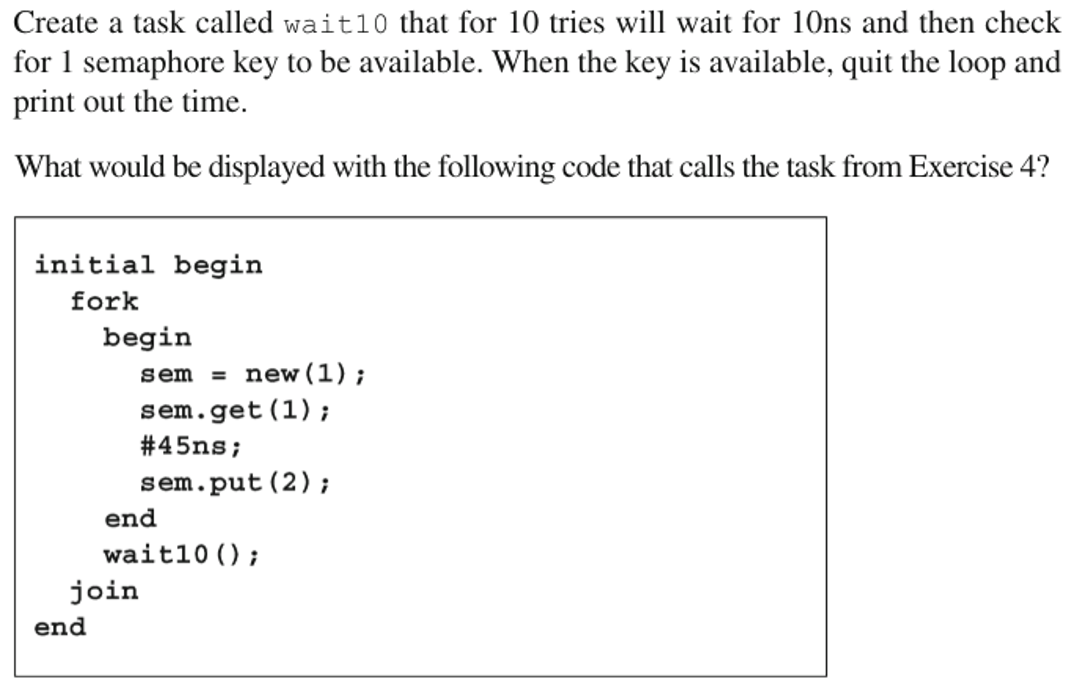 Create a task called wait10 that for 10 tries will wait for 10ns and then check
for 1 semaphore key to be available. When the key is available, quit the loop and
print out the time.
What would be displayed with the following code that calls the task from Exercise 4?
initial begin
fork
begin
sem = new(1);
sem.get(1);
#45ns;
sem.put(2);
end
wait10();
join
end